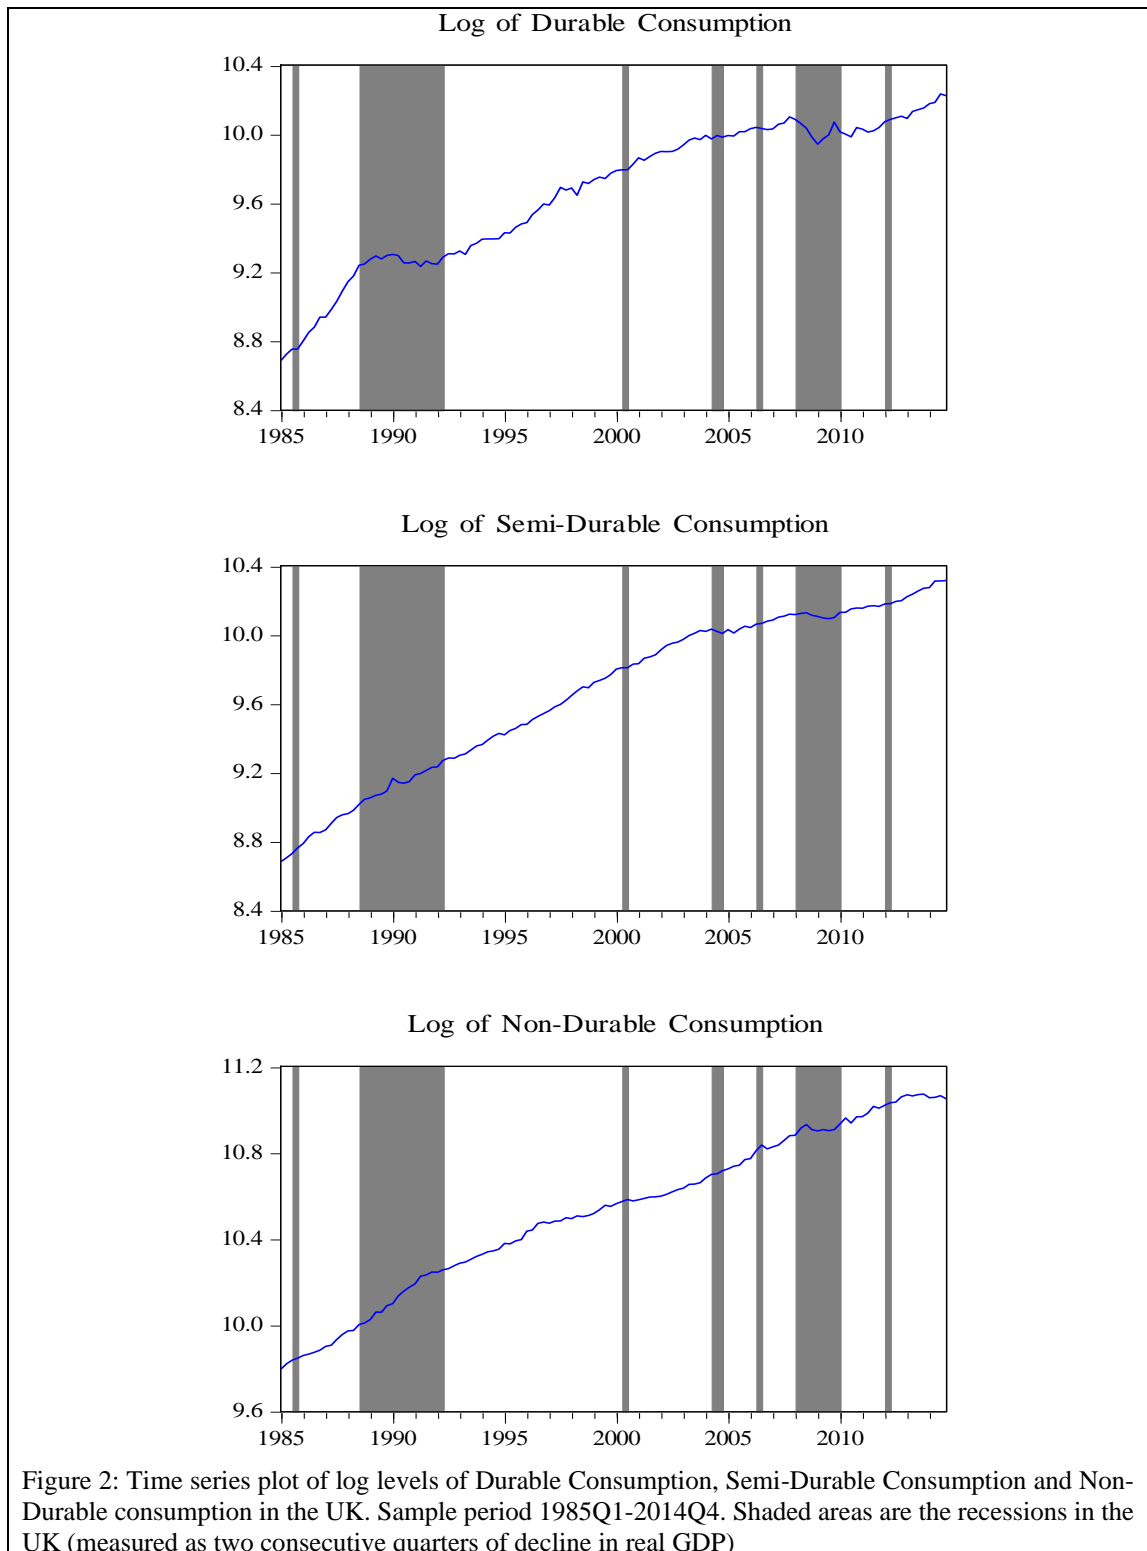 Log of Durable Consumption
10.4
10.0
9.6
9.2
8.8
8.4
1985 1990 1995 2000 2005 2010
Log of Semi-Durable Consumption
10.4
10.0
9.6
9.2
8.8
8.4
1985 1990 1995 2000 2005 2010
Log of Non-Durable Consumption
11.2
10.8
10.4
10.0
9.6
1985 1990 1995 2000 2005 2010
Figure 2: Time series plot of log levels of Durable Consumption, Semi-Durable Consumption and Non-
Durable consumption in the UK. Sample period 1985Q1-2014Q4. Shaded areas are the recessions in the
UK (measured as two consecutive quarters of decline in real GDP)